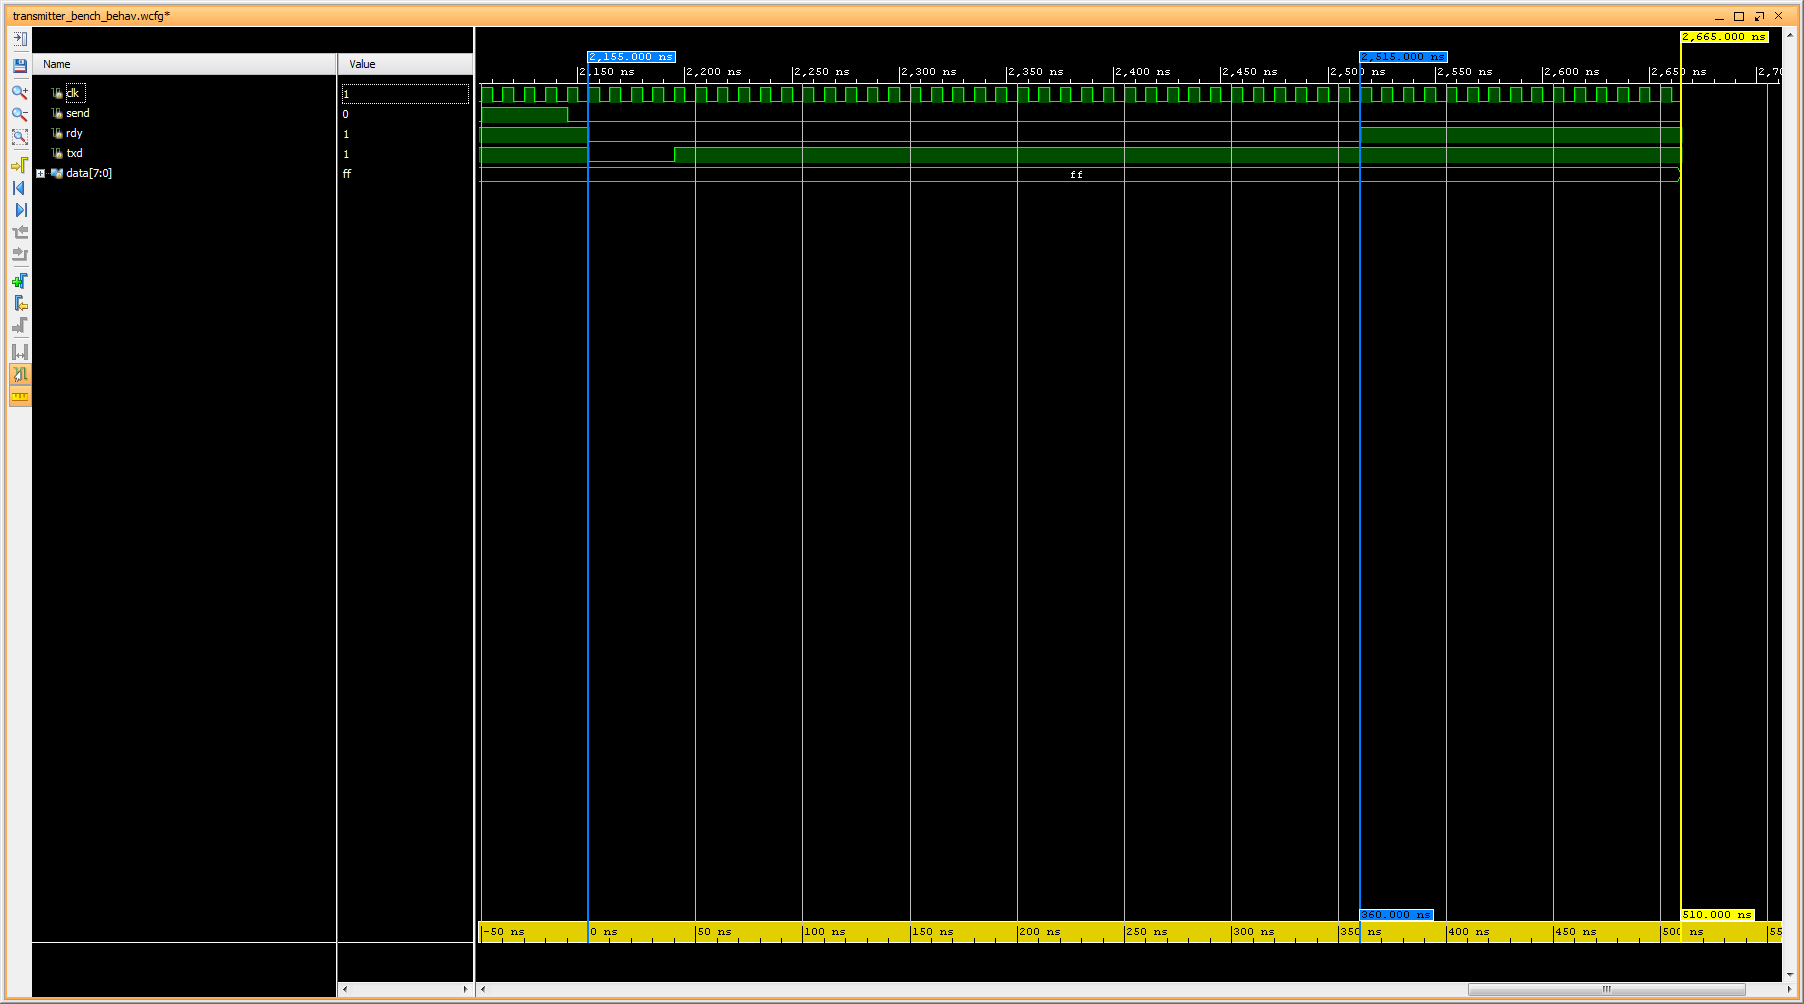 transmitter_bench_behav.wcfg*
2,665.000 ns
2,155.000 ns 2,515.000 ns
Name Value
2,150 ns 2,200 ns 2,250 ns 2,300 ns 2,350 ns 2,400 ns 2,450 ns 2,500 ns 2,550 ns 2,600 ns 2,650 ns 2,70
clk 1
send 0
rdy 1
txd 1
data[7:0] ff ff
360.000 ns 510.000 ns
-50 ns 0 ns 50 ns 100 ns 150 ns 200 ns 250 ns 300 ns 350 ns 400 ns 450 ns 500 ns 55